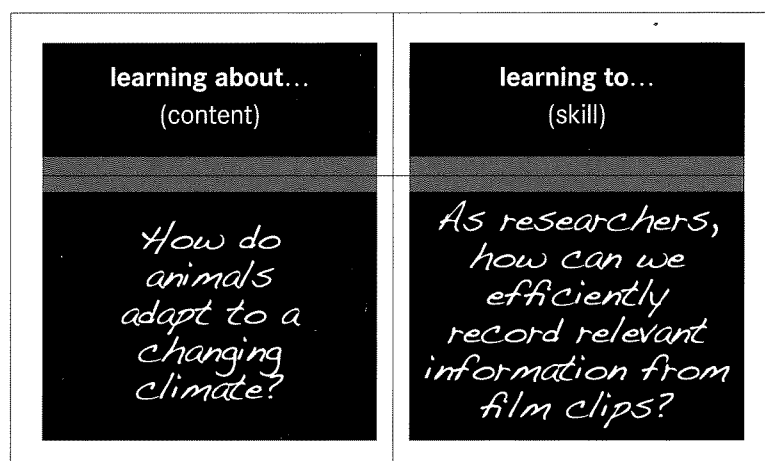 learning about...
(content)
How do
animals
adapt to a
changing
climate?
learning to...
(skill)
As researchers,
how can we
efficiently
record relevant
information from
film clips?